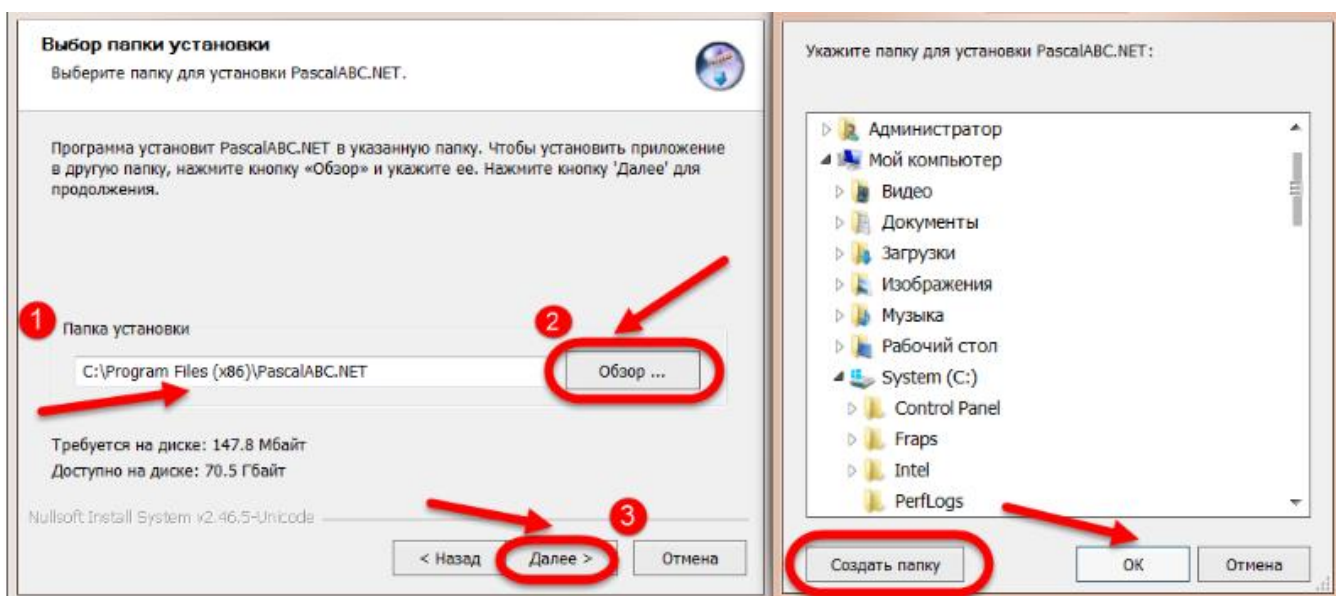 Выбор папки установки
Выберите папку для установки PascalABC.NET.
Программа установит PascalABC.NET в указанную папку. Чтобы установить приложение
в другую папку, нажмите кнопку «Обзор» и укажите ее. Нажмите кнопку 'Далее' для
продолжения.
1
2
Папка установки
C:\Program Files (x86)\PascalABC.NET
Обзор ...
Требуется на диске: 147.8 Мбайт
Доступно на диске: 70.5 Гбайт
Nullsoft Install System v2.46.5-Unicode
3
< Назад
Далее >
Отмена
Укажите папку для установки PascalABC.NET:
Администратор
Мой компьютер
Видео
Документы
Загрузки
Изображения
Музыка
Рабочий стол
System (C:)
Control Panel
Fraps
Intel
PerfLogs
Создать папку
ОК
Отмена